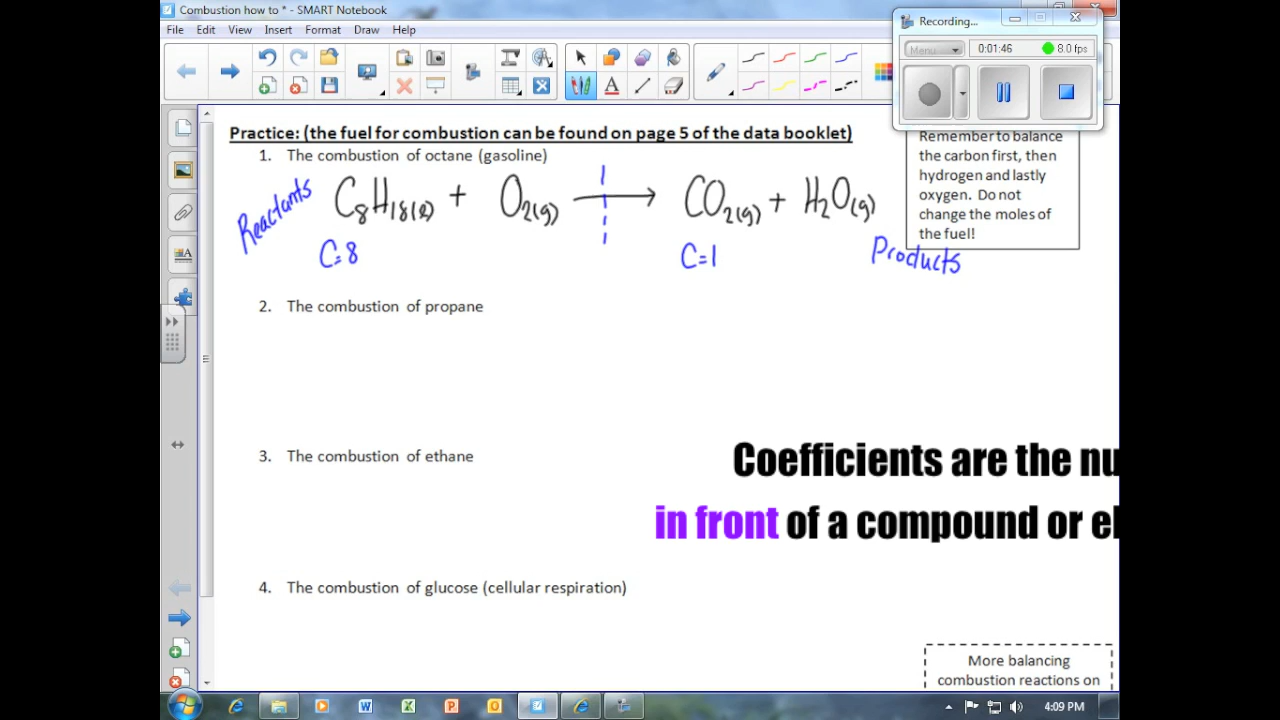 Combustion how to * - SMART Notebook
File Edit View Insert Format Draw Help
Recording...
Menu 0:01:46 8.0 fps
Practice: (the fuel for combustion can be found on page 5 of the data booklet)
1. The combustion of octane (gasoline)
Reactants C₈H₁₈(l) + O₂(g) → CO₂(g) + H₂O(g)
C=8 C=1 Products
Remember to balance
the carbon first, then
hydrogen and lastly
oxygen. Do not
change the moles of
the fuel!
2. The combustion of propane
3. The combustion of ethane
Coefficients are the nu
in front of a compound or el
4. The combustion of glucose (cellular respiration)
More balancing
combustion reactions on
4:09 PM